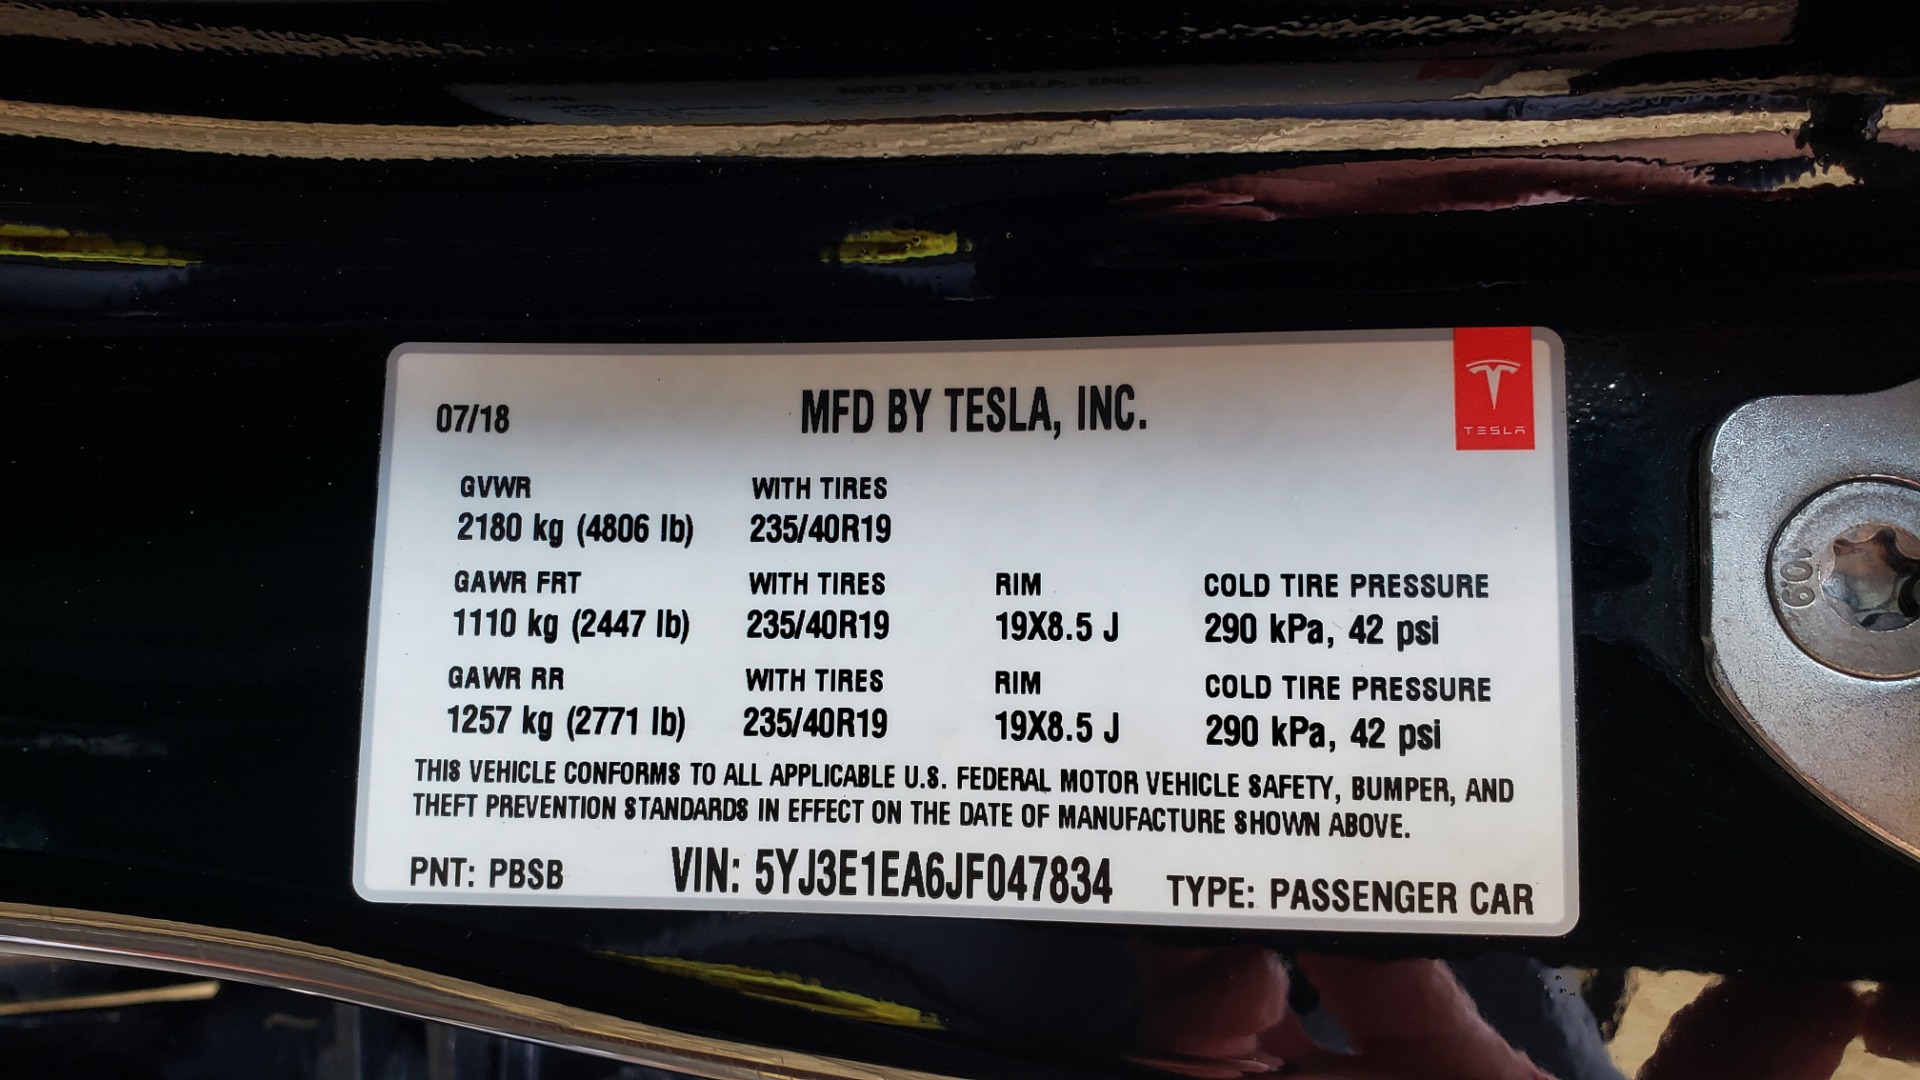 07/18
MFD BY TESLA, INC.
TESLA
GVWR WITH TIRES
2180 kg (4806 lb) 235/40R19
GAWR FRT WITH TIRES RIM COLD TIRE PRESSURE
1110 kg (2447 lb) 235/40R19 19X8.5 J 290 kPa, 42 psi
GAWR RR WITH TIRES RIM COLD TIRE PRESSURE
1257 kg (2771 lb) 235/40R19 19X8.5 J 290 kPa, 42 psi
THIS VEHICLE CONFORMS TO ALL APPLICABLE U.S. FEDERAL MOTOR VEHICLE SAFETY, BUMPER, AND
THEFT PREVENTION STANDARDS IN EFFECT ON THE DATE OF MANUFACTURE SHOWN ABOVE.
PNT: PBSB VIN: 5YJ3E1EA6JF047834 TYPE: PASSENGER CAR